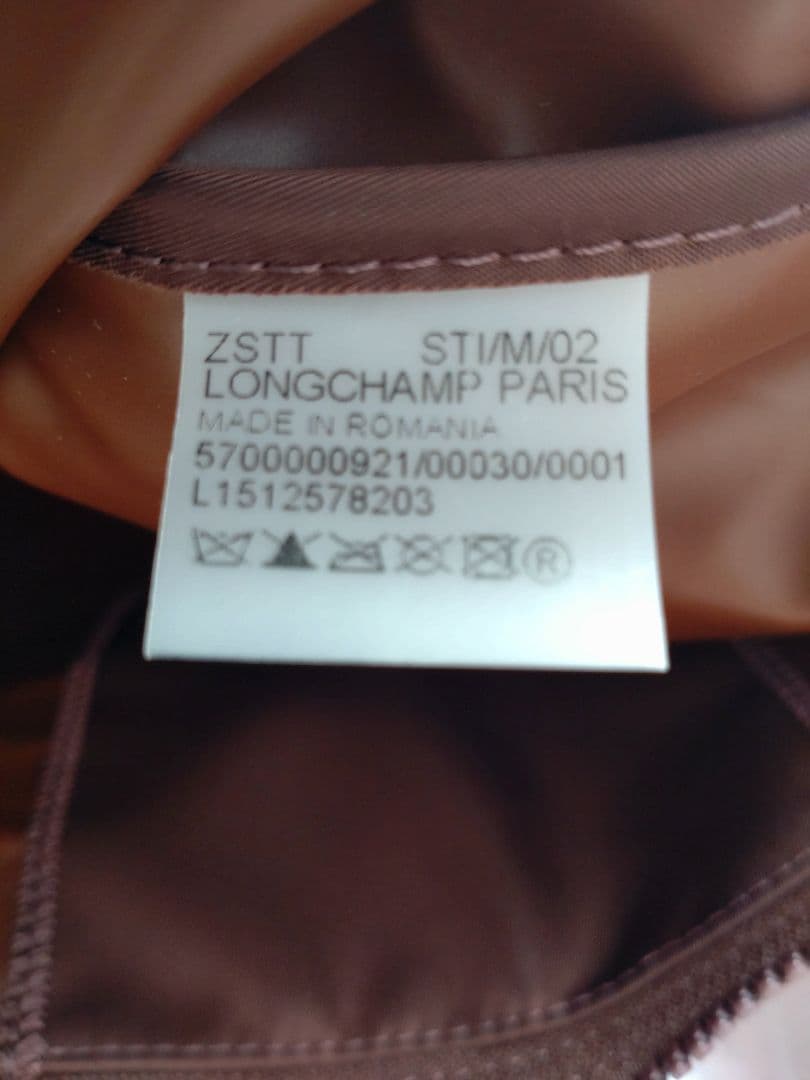 ZSTT STI/M/02
LONGCHAMP PARIS
MADE IN ROMANIA
5700000921/00030/0001
L1512578203
®